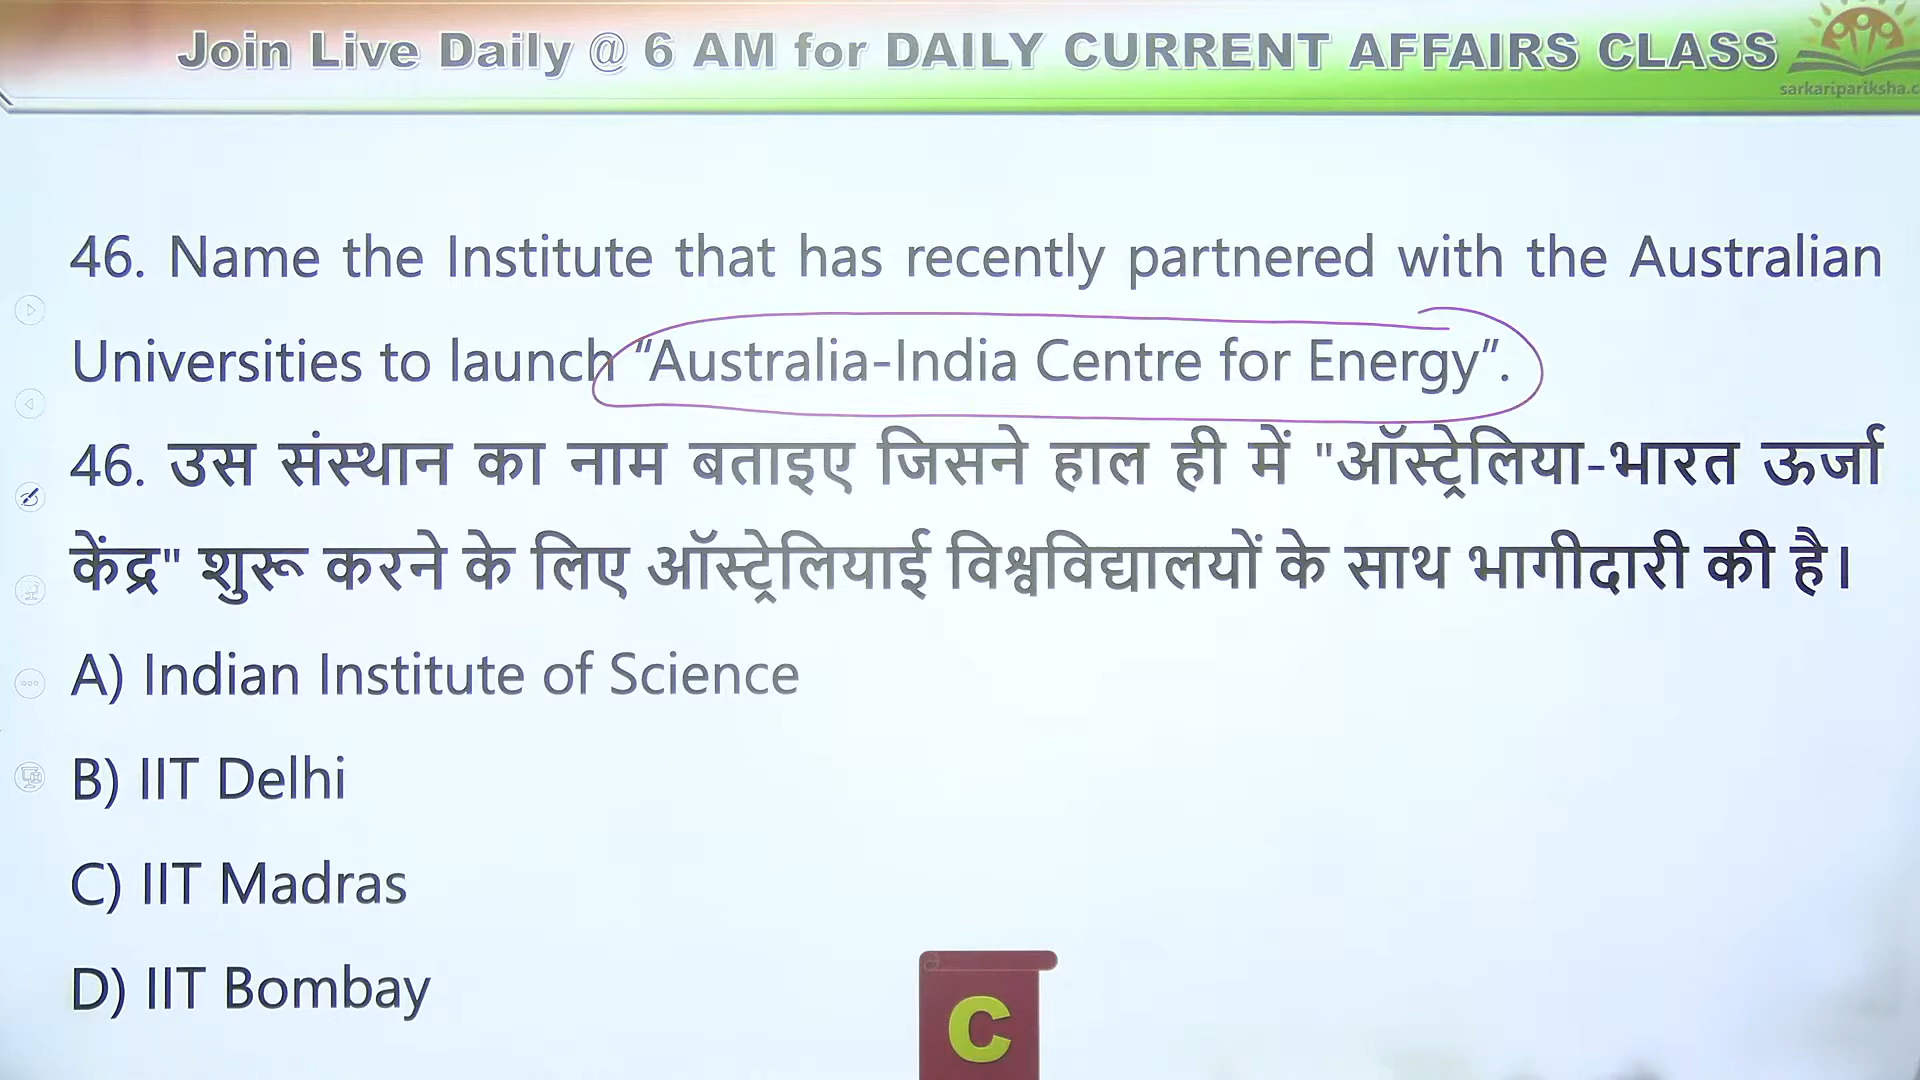 Join Live Daily @ 6 AM for DAILY CURRENT AFFAIRS CLASS
46. Name the Institute that has recently partnered with the Australian
Universities to launch “Australia-India Centre for Energy”.
46. उस संस्थान का नाम बताइए जिसने हाल ही में "ऑस्ट्रेलिया-भारत ऊर्जा
केंद्र" शुरू करने के लिए ऑस्ट्रेलियाई विश्वविद्यालयों के साथ भागीदारी की है।
A) Indian Institute of Science
B) IIT Delhi
C) IIT Madras
D) IIT Bombay
C